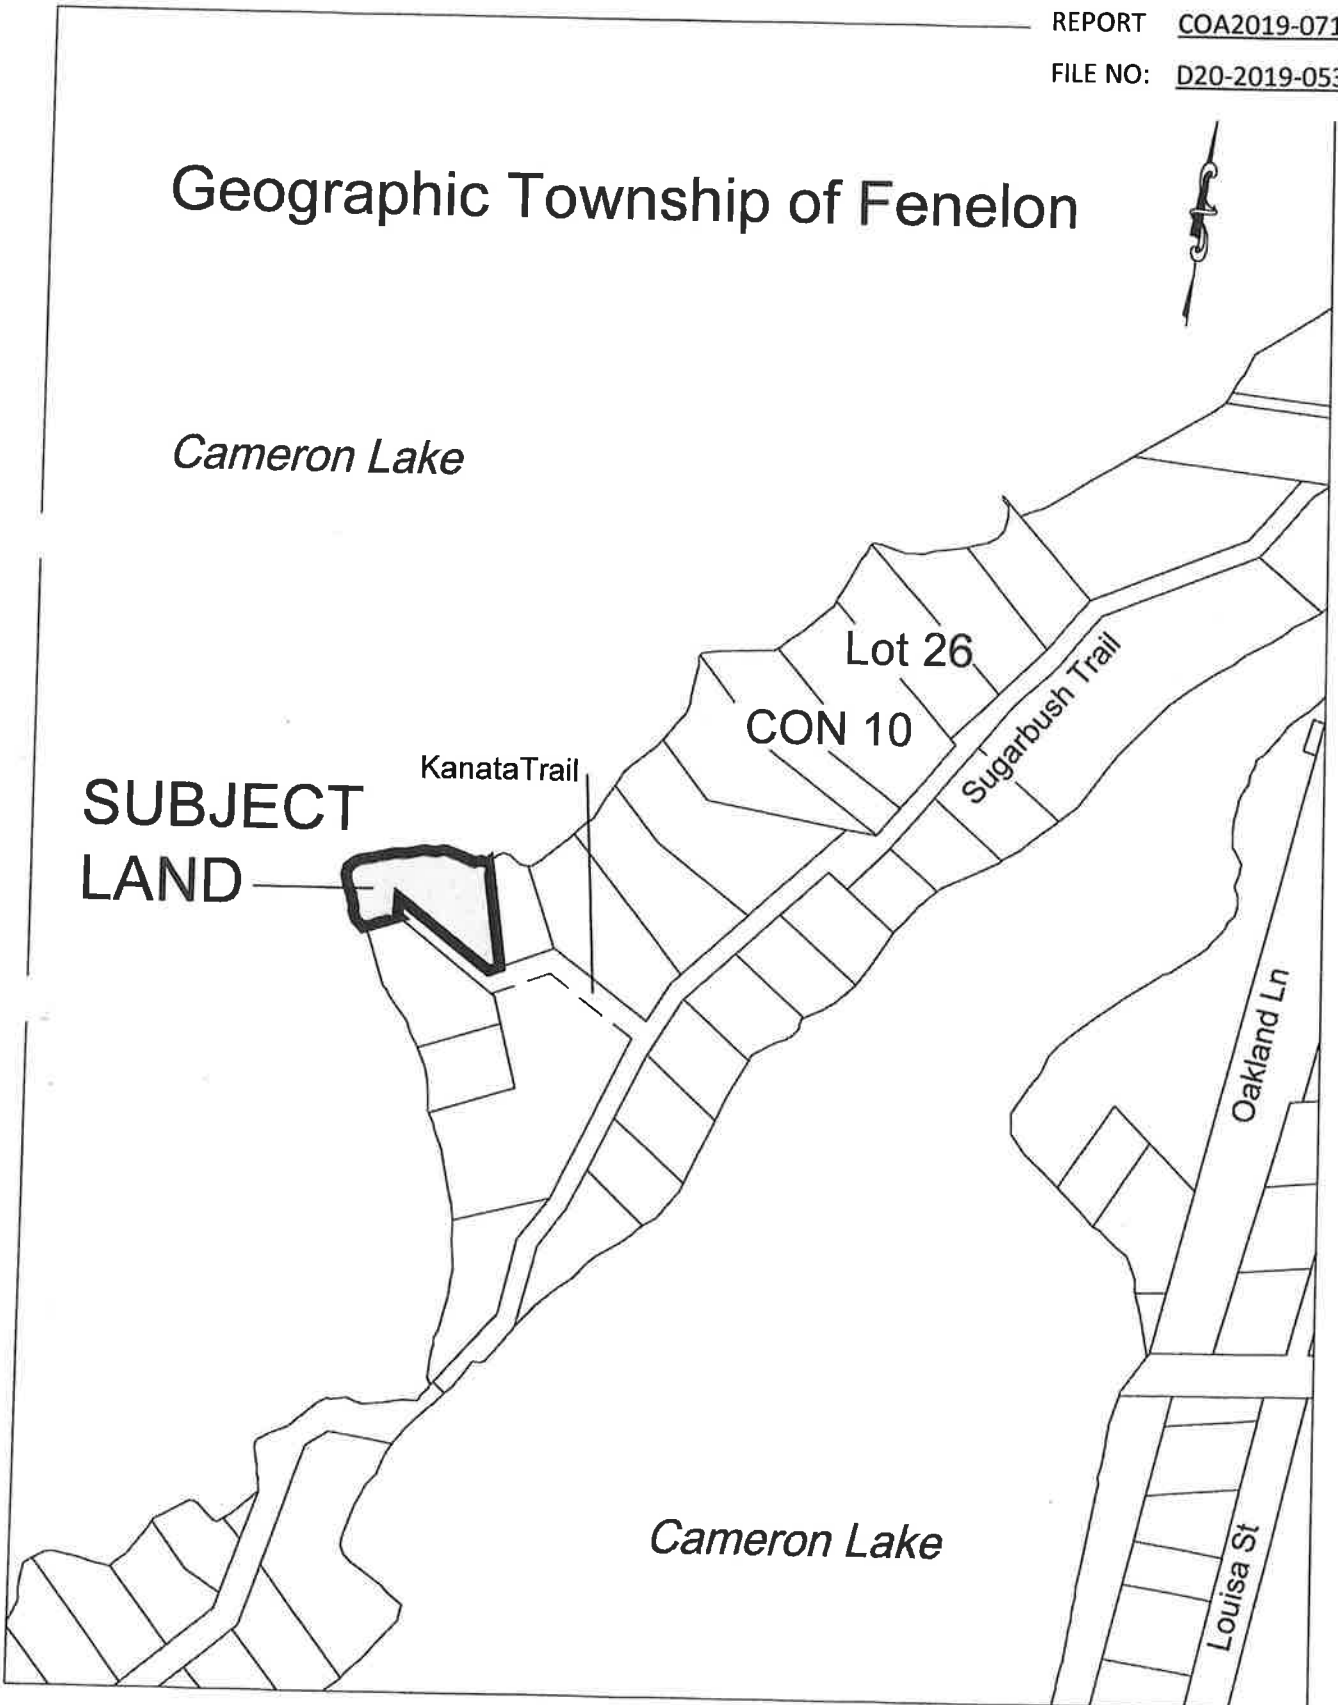 REPORT COA2019-071
FILE NO: D20-2019-053
Geographic Township of Fenelon
Cameron Lake
Lot 26
CON 10
Sugarbush Trail
KanataTrail
SUBJECT
LAND
Oakland Ln
Cameron Lake
Louisa St